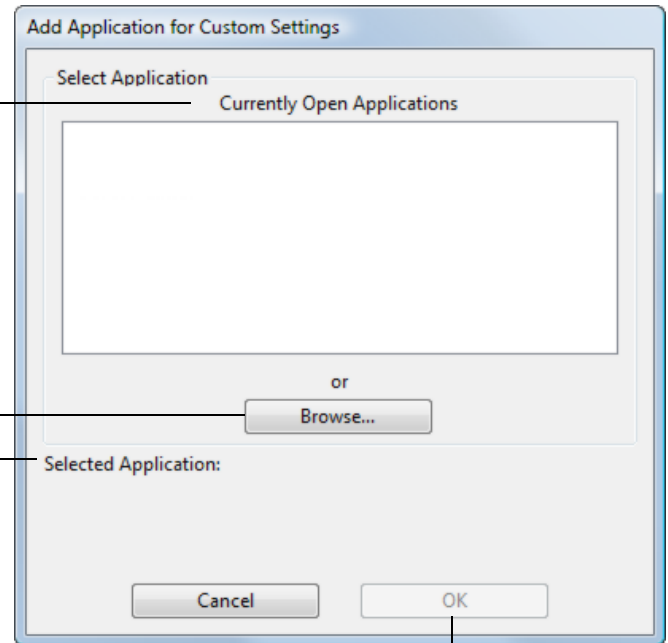 Add Application for Custom Settings
Select Application
Currently Open Applications
or
Browse...
Selected Application:
Cancel
OK